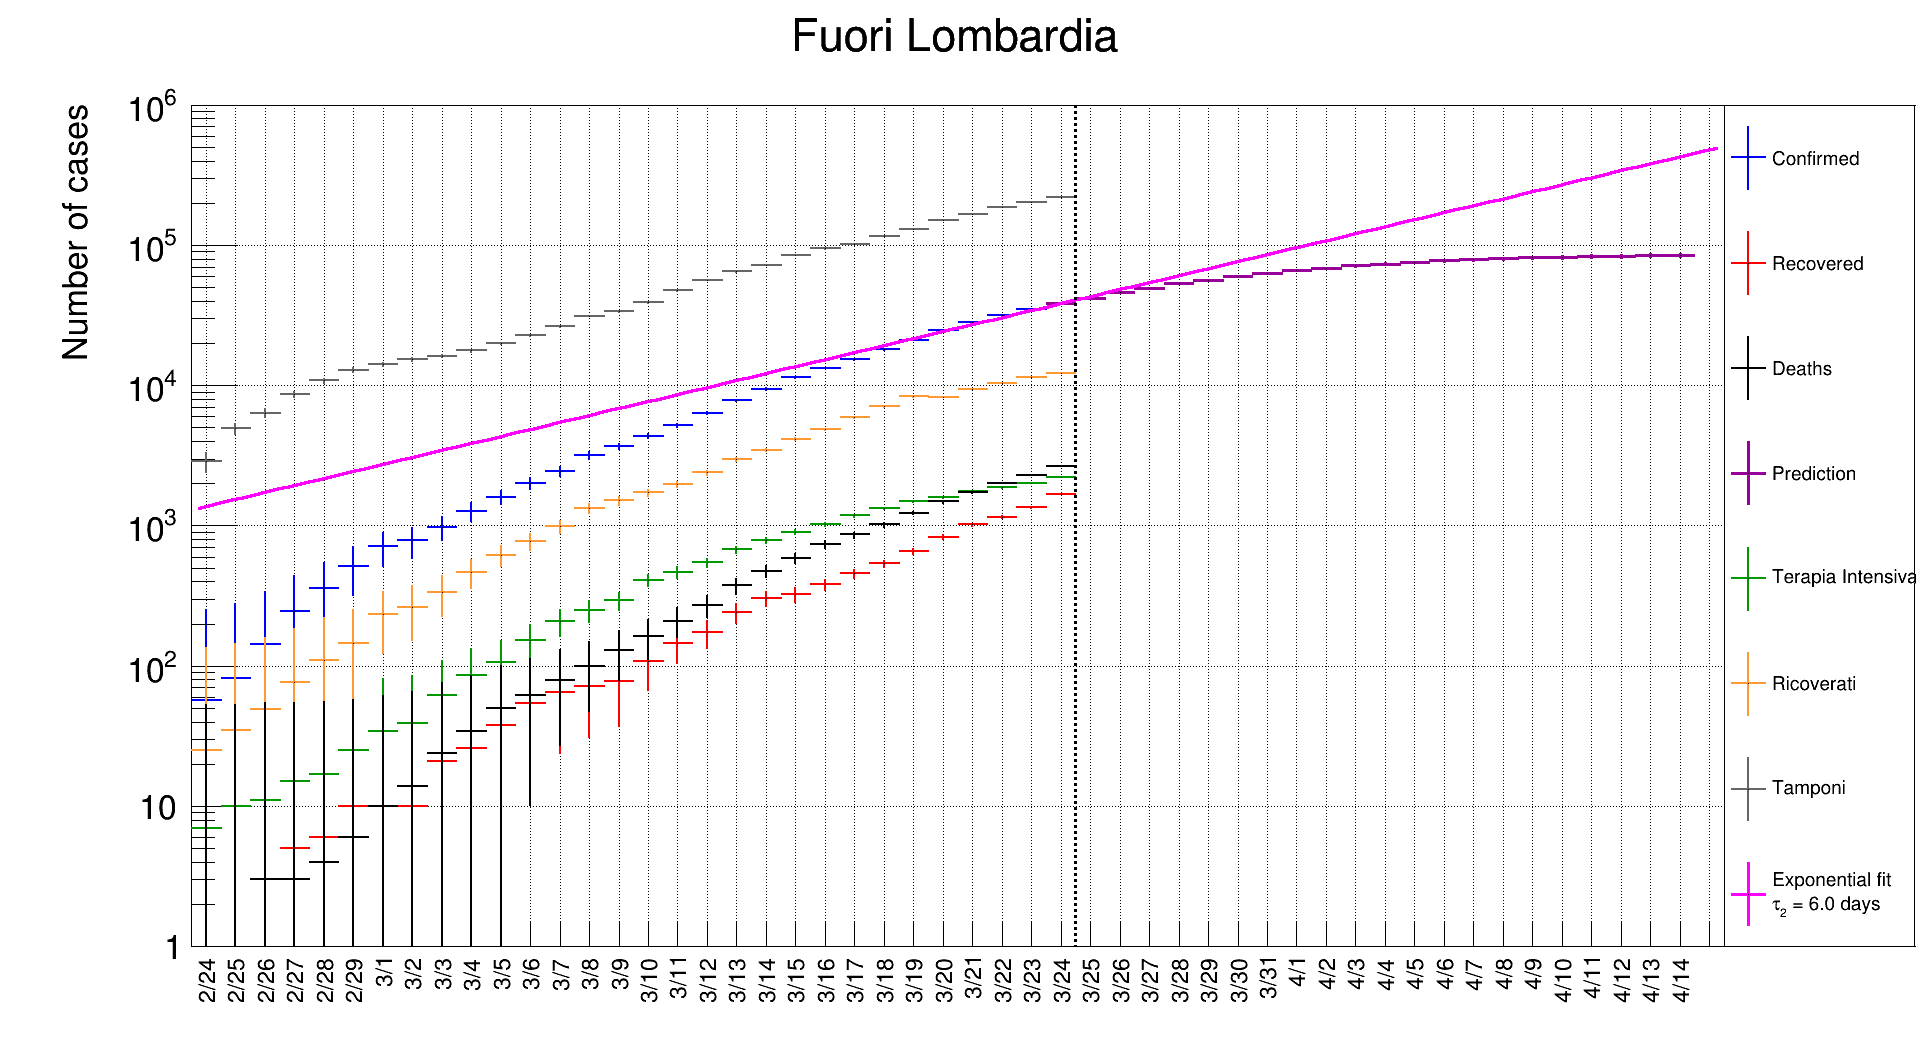 Fuori Lombardia
Number of cases
10^6
10^5
10^4
10^3
10^2
10
1
2/24 2/25 2/26 2/27 2/28 2/29 3/1 3/2 3/3 3/4 3/5 3/6 3/7 3/8 3/9 3/10 3/11 3/12 3/13 3/14 3/15 3/16 3/17 3/18 3/19 3/20 3/21 3/22 3/23 3/24 3/25 3/26 3/27 3/28 3/29 3/30 3/31 4/1 4/2 4/3 4/4 4/5 4/6 4/7 4/8 4/9 4/10 4/11 4/12 4/13 4/14
Confirmed
Recovered
Deaths
Prediction
Terapia Intensiva
Ricoverati
Tamponi
Exponential fit
τ_2 = 6.0 days